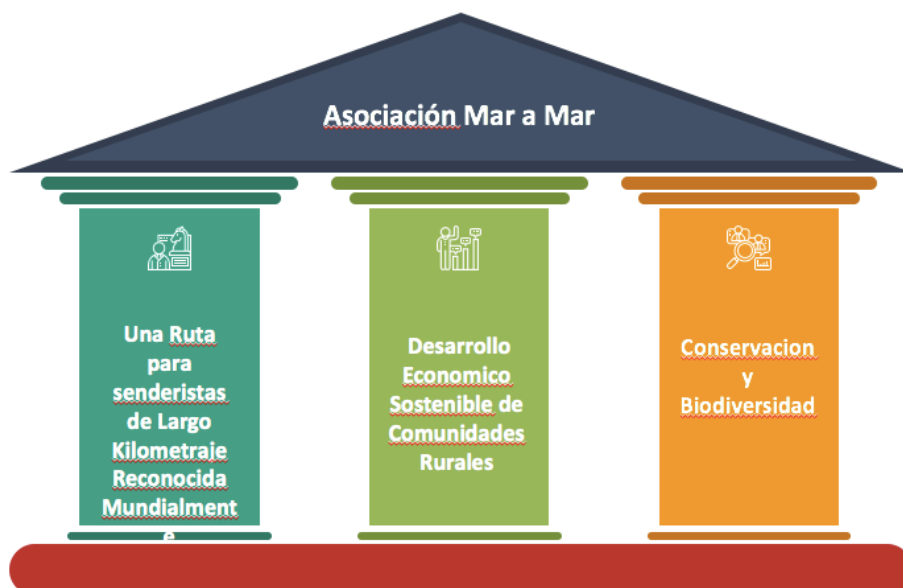 Asociación Mar a Mar
Una Ruta
para
senderistas
de Largo
Kilometraje
Reconocida
Mundialment
e
Desarrollo
Economico
Sostenible de
Comunidades
Rurales
Conservacion
y
Biodiversidad